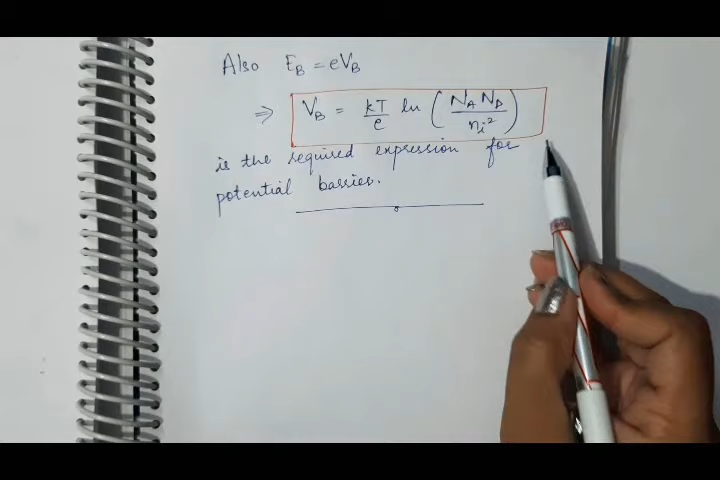 Also E_B = eV_B
⇒ V_B = kT/e ln (N_A N_D / n_i²)
is the required expression for
potential barrier.